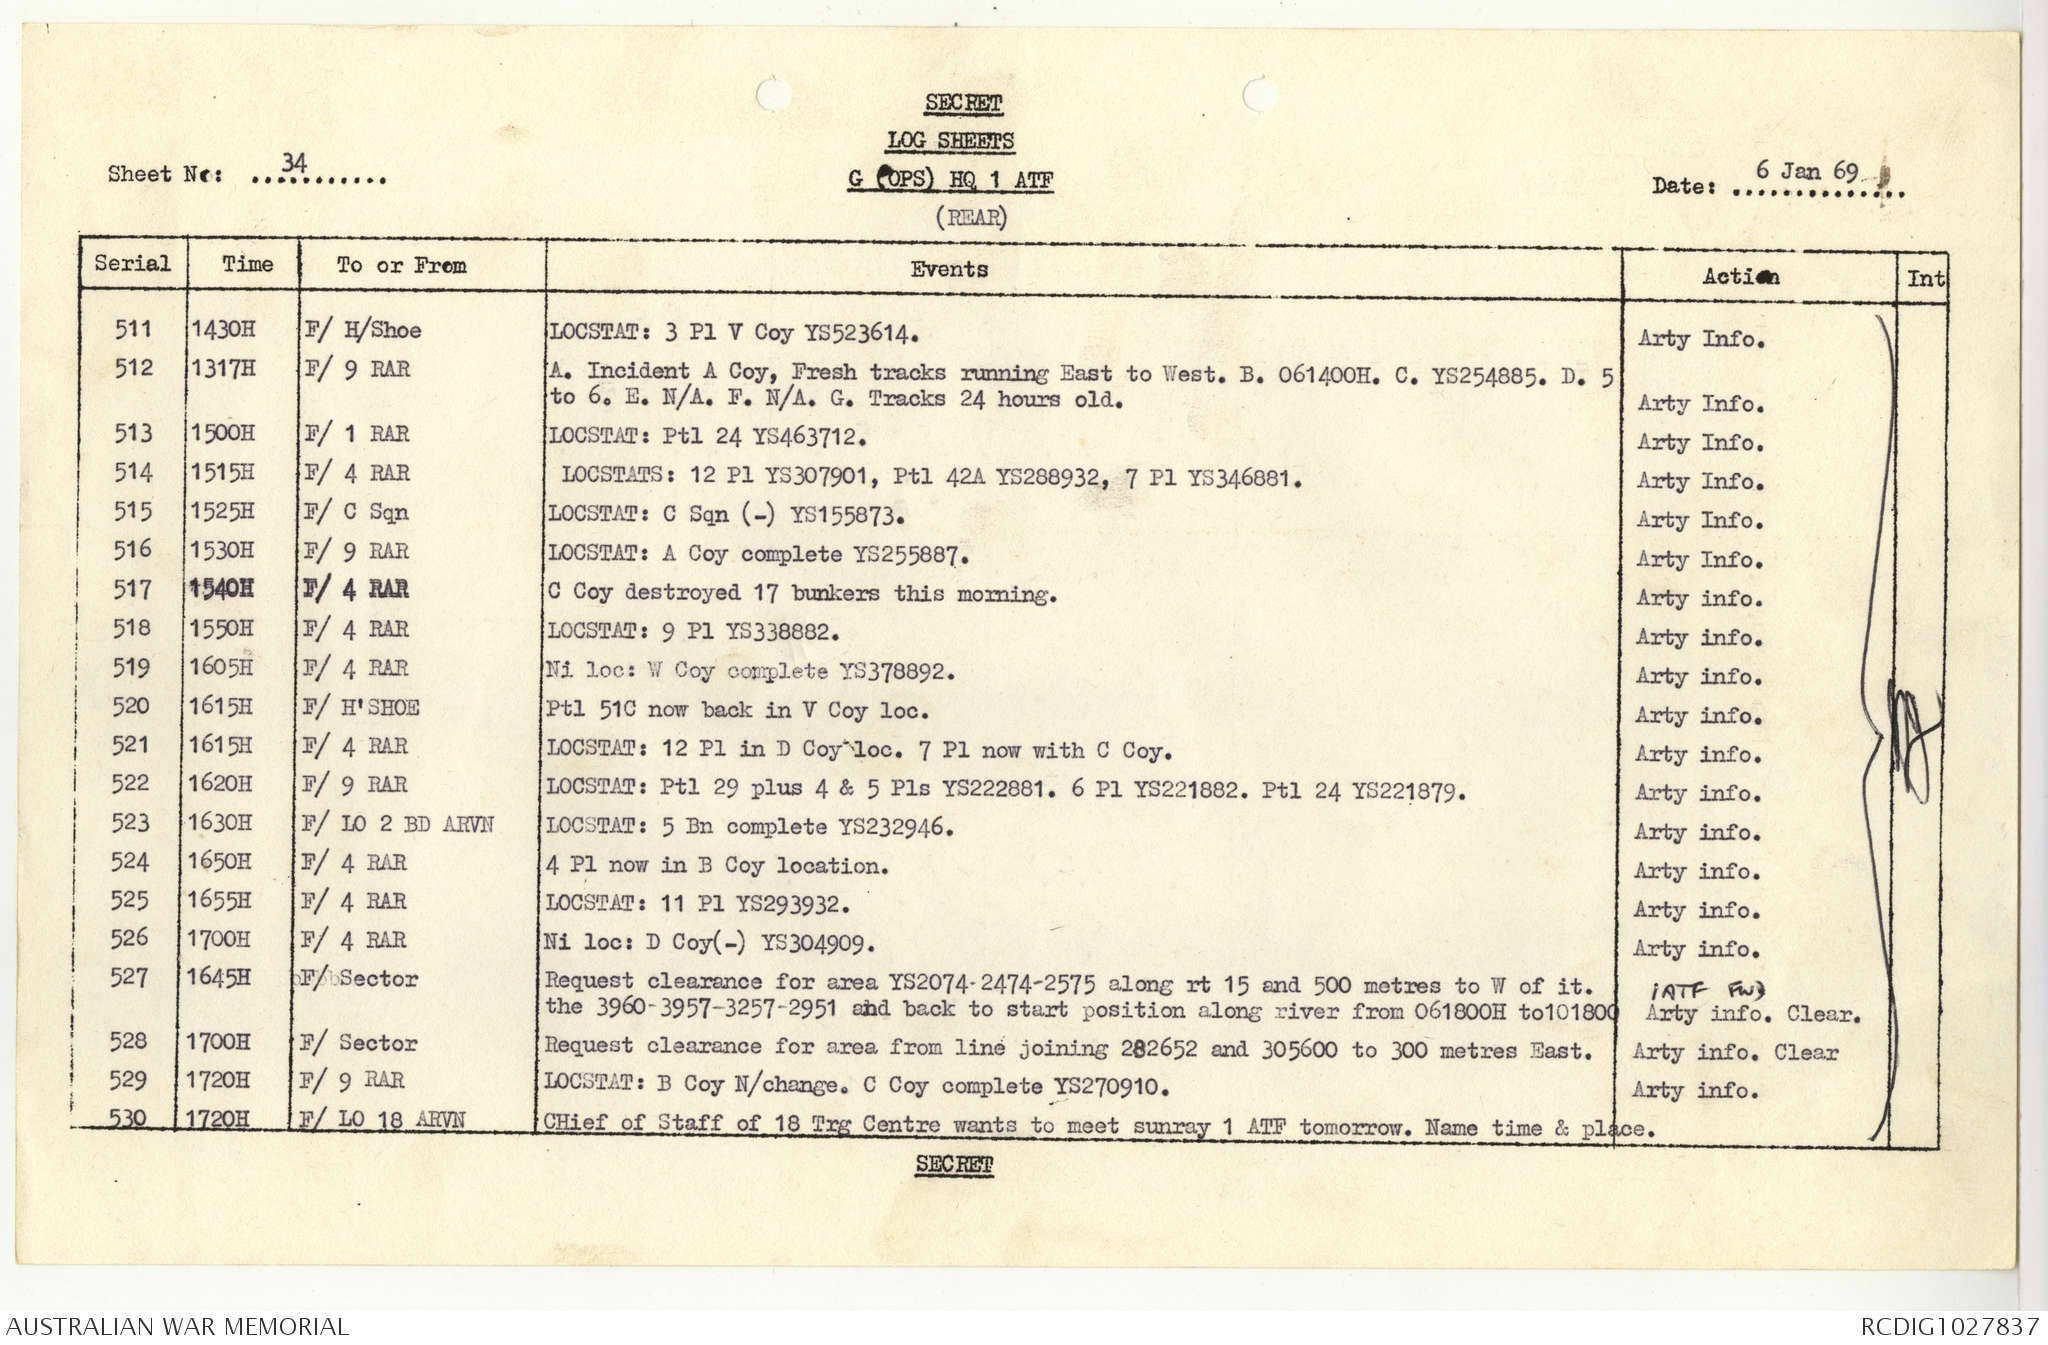 SECRET
LOG SHEETS
Sheet No: 34
G (OPS) HQ 1 ATF
Date: 6 Jan 69
(REAR)
Serial Time To or From Events Action Int
511 1430H F/ H/Shoe LOCSTAT: 3 Pl V Coy YS523614. Arty Info.
512 1317H F/ 9 RAR A. Incident A Coy, Fresh tracks running East to West. B. 061400H. C. YS254885. D. 5
to 6. E. N/A. F. N/A. G. Tracks 24 hours old. Arty Info.
513 1500H F/ 1 RAR LOCSTAT: Ptl 24 YS463712. Arty Info.
514 1515H F/ 4 RAR LOCSTATS: 12 Pl YS307901, Ptl 42A YS288932, 7 Pl YS346881. Arty Info.
515 1525H F/ C Sqn LOCSTAT: C Sqn (-) YS155873. Arty Info.
516 1530H F/ 9 RAR LOCSTAT: A Coy complete YS255887. Arty Info.
517 1540H F/ 4 RAR C Coy destroyed 17 bunkers this morning. Arty info.
518 1550H F/ 4 RAR LOCSTAT: 9 Pl YS338882. Arty info.
519 1605H F/ 4 RAR Ni loc: W Coy complete YS378892. Arty info.
520 1615H F/ H'SHOE Ptl 51C now back in V Coy loc. Arty info.
521 1615H F/ 4 RAR LOCSTAT: 12 Pl in D Coy loc. 7 Pl now with C Coy. Arty info.
522 1620H F/ 9 RAR LOCSTAT: Ptl 29 plus 4 & 5 Pls YS222881. 6 Pl YS221882. Ptl 24 YS221879. Arty info.
523 1630H F/ LO 2 BD ARVN LOCSTAT: 5 Bn complete YS232946. Arty info.
524 1650H F/ 4 RAR 4 Pl now in B Coy location. Arty info.
525 1655H F/ 4 RAR LOCSTAT: 11 Pl YS293932. Arty info.
526 1700H F/ 4 RAR Ni loc: D Coy(-) YS304909. Arty info.
527 1645H F/ Sector Request clearance for area YS2074-2474-2575 along rt 15 and 500 metres to W of it. 1ATF FWD
the 3960-3957-3257-2951 and back to start position along river from 061800H to101800 Arty info. Clear.
528 1700H F/ Sector Request clearance for area from line joining 282652 and 305600 to 300 metres East. Arty info. Clear
529 1720H F/ 9 RAR LOCSTAT: B Coy N/change. C Coy complete YS270910. Arty info.
530 1720H F/ LO 18 ARVN CHief of Staff of 18 Trg Centre wants to meet sunray 1 ATF tomorrow. Name time & place.
SECRET
AUSTRALIAN WAR MEMORIAL RCDIG1027837